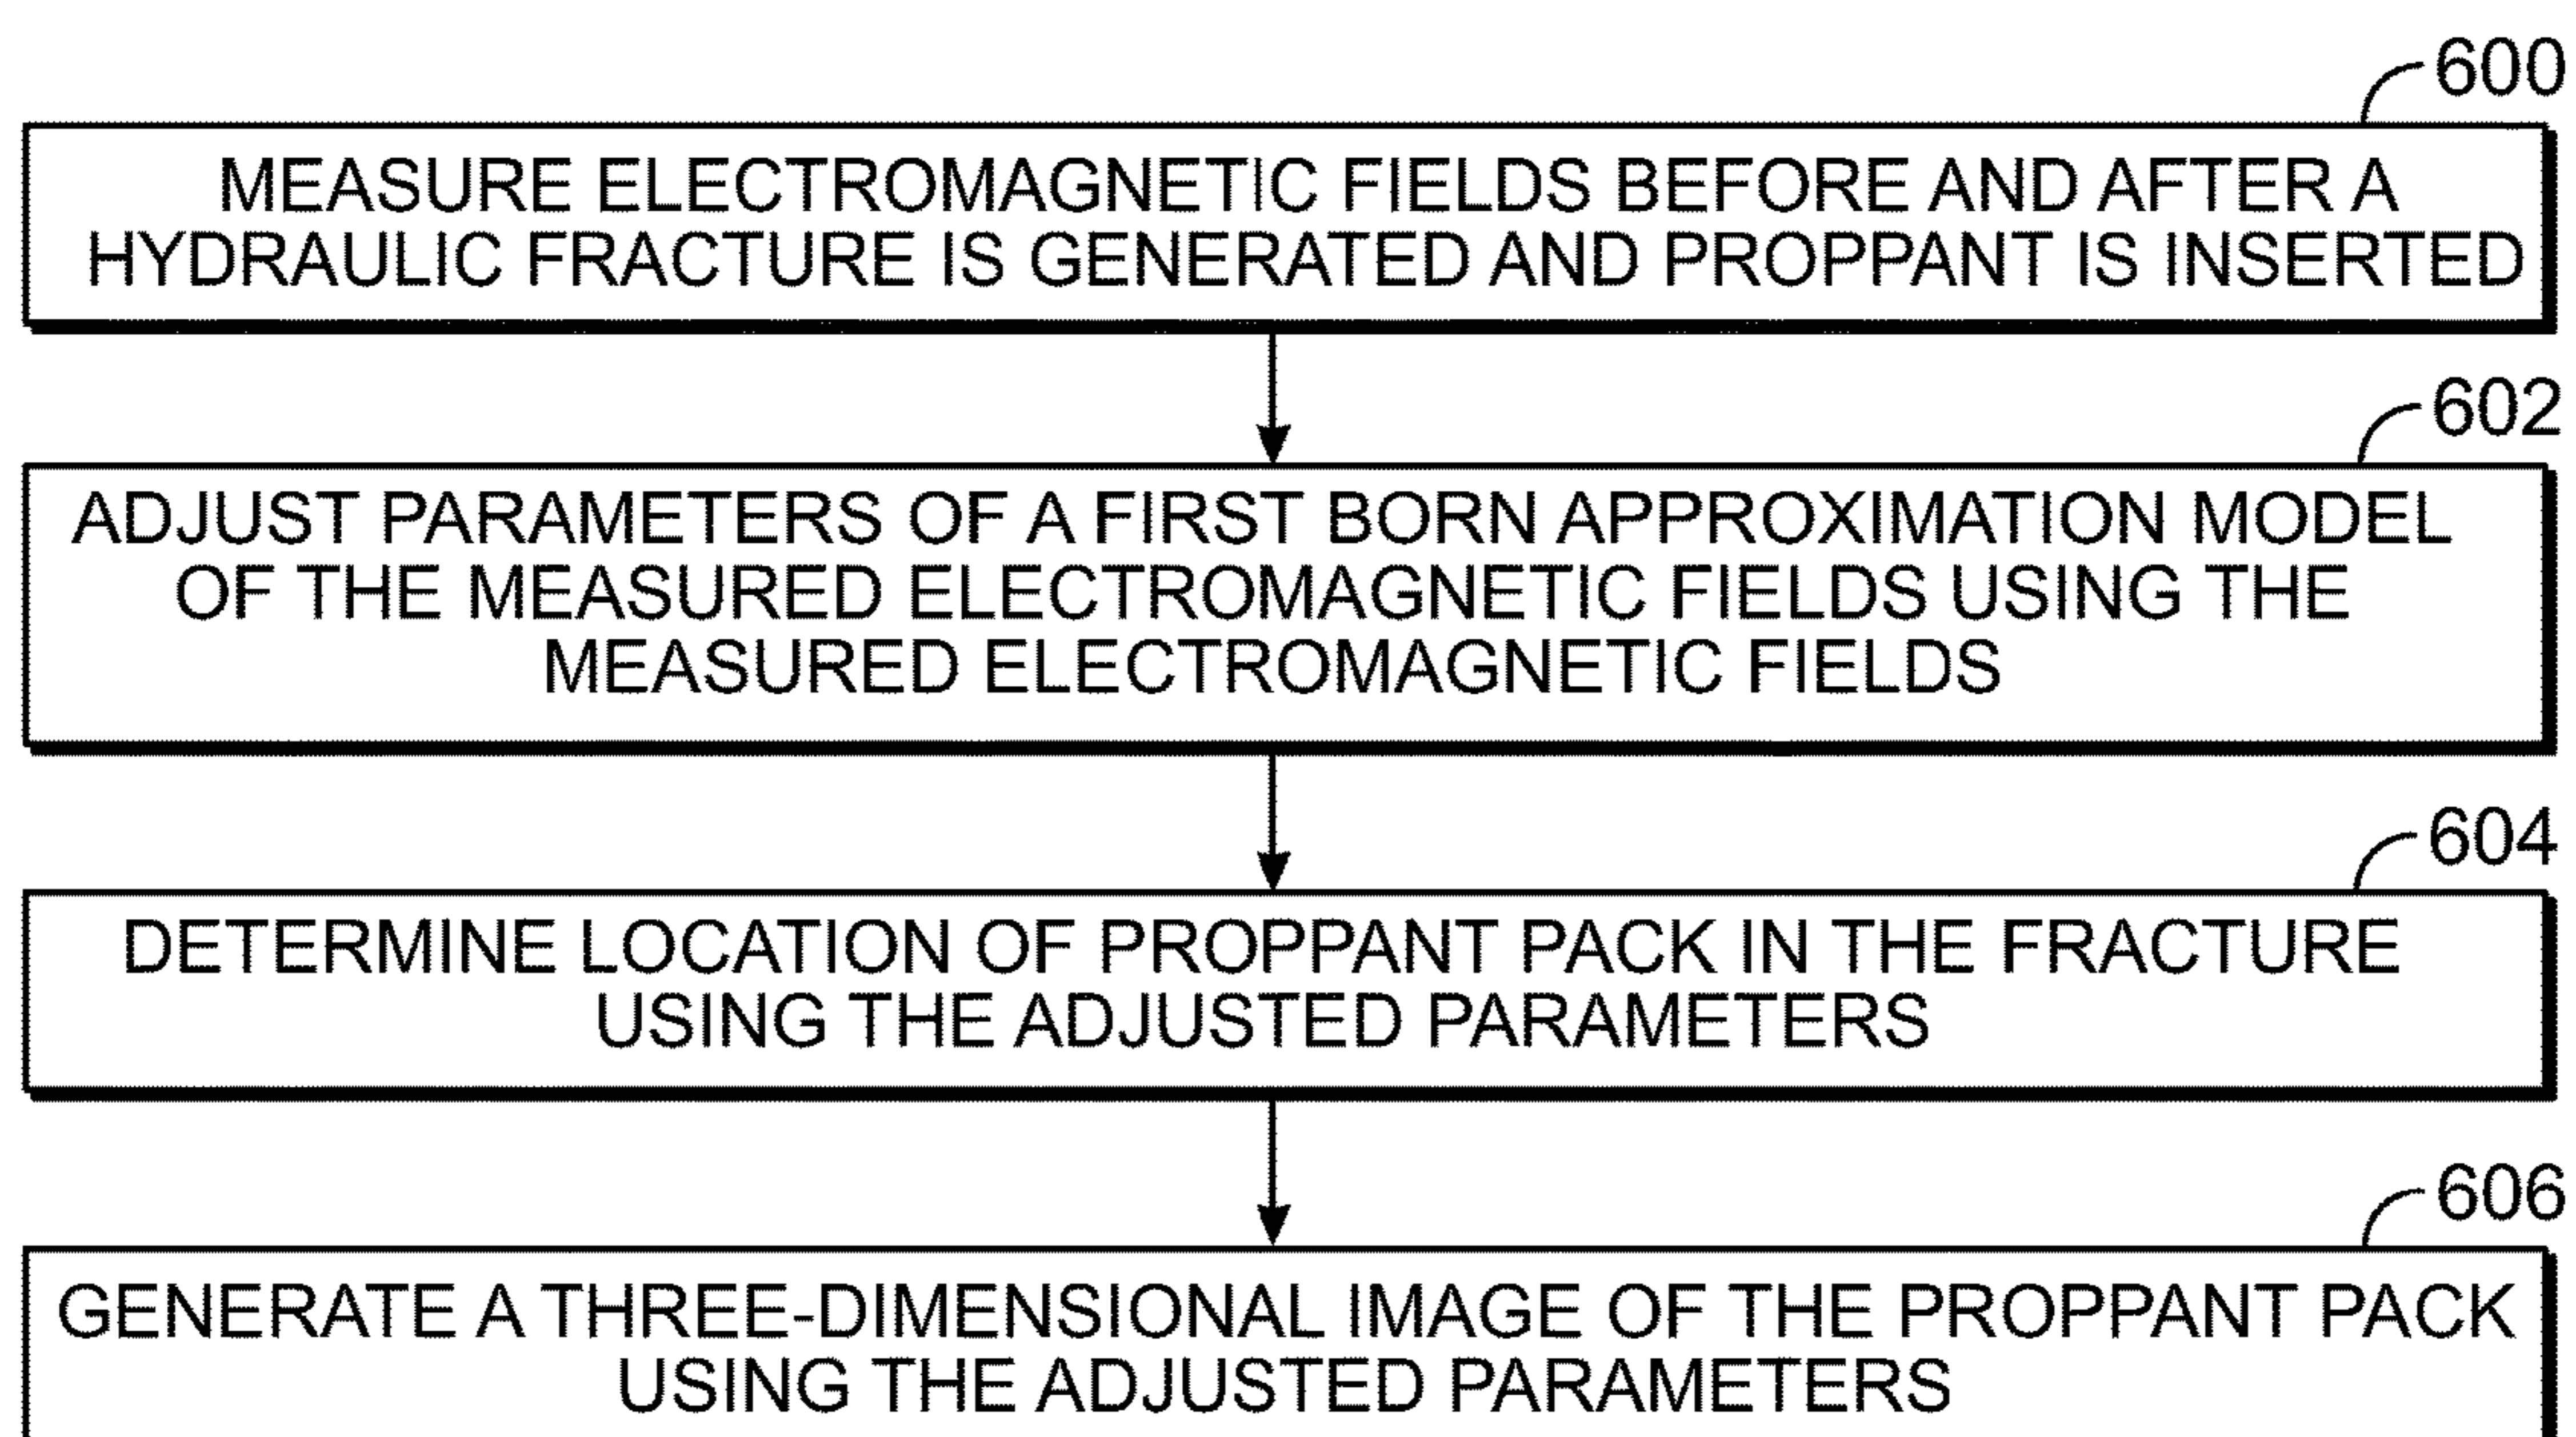 600
MEASURE ELECTROMAGNETIC FIELDS BEFORE AND AFTER A
HYDRAULIC FRACTURE IS GENERATED AND PROPPANT IS INSERTED
602
ADJUST PARAMETERS OF A FIRST BORN APPROXIMATION MODEL
OF THE MEASURED ELECTROMAGNETIC FIELDS USING THE
MEASURED ELECTROMAGNETIC FIELDS
604
DETERMINE LOCATION OF PROPPANT PACK IN THE FRACTURE
USING THE ADJUSTED PARAMETERS
606
GENERATE A THREE-DIMENSIONAL IMAGE OF THE PROPPANT PACK
USING THE ADJUSTED PARAMETERS